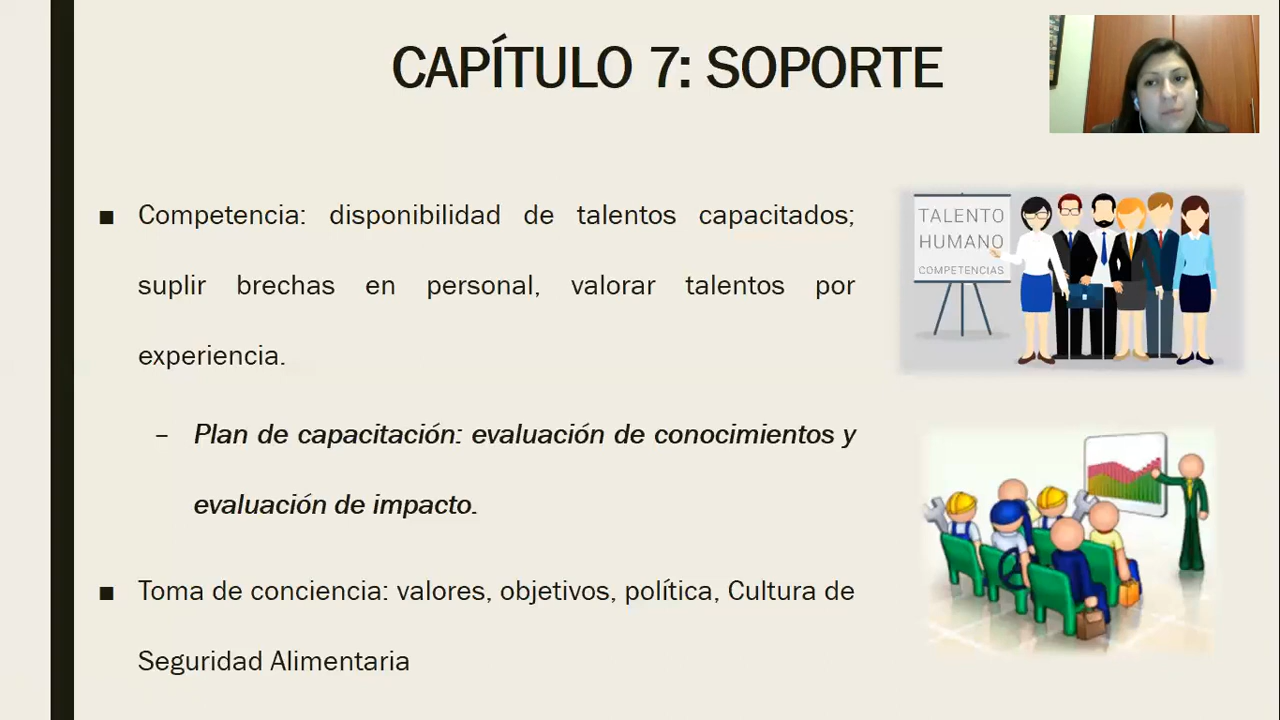 CAPÍTULO 7: SOPORTE
■ Competencia: disponibilidad de talentos capacitados;
suplir brechas en personal, valorar talentos por
experiencia.
– Plan de capacitación: evaluación de conocimientos y
evaluación de impacto.
■ Toma de conciencia: valores, objetivos, política, Cultura de
Seguridad Alimentaria
TALENTO
HUMANO
COMPETENCIAS